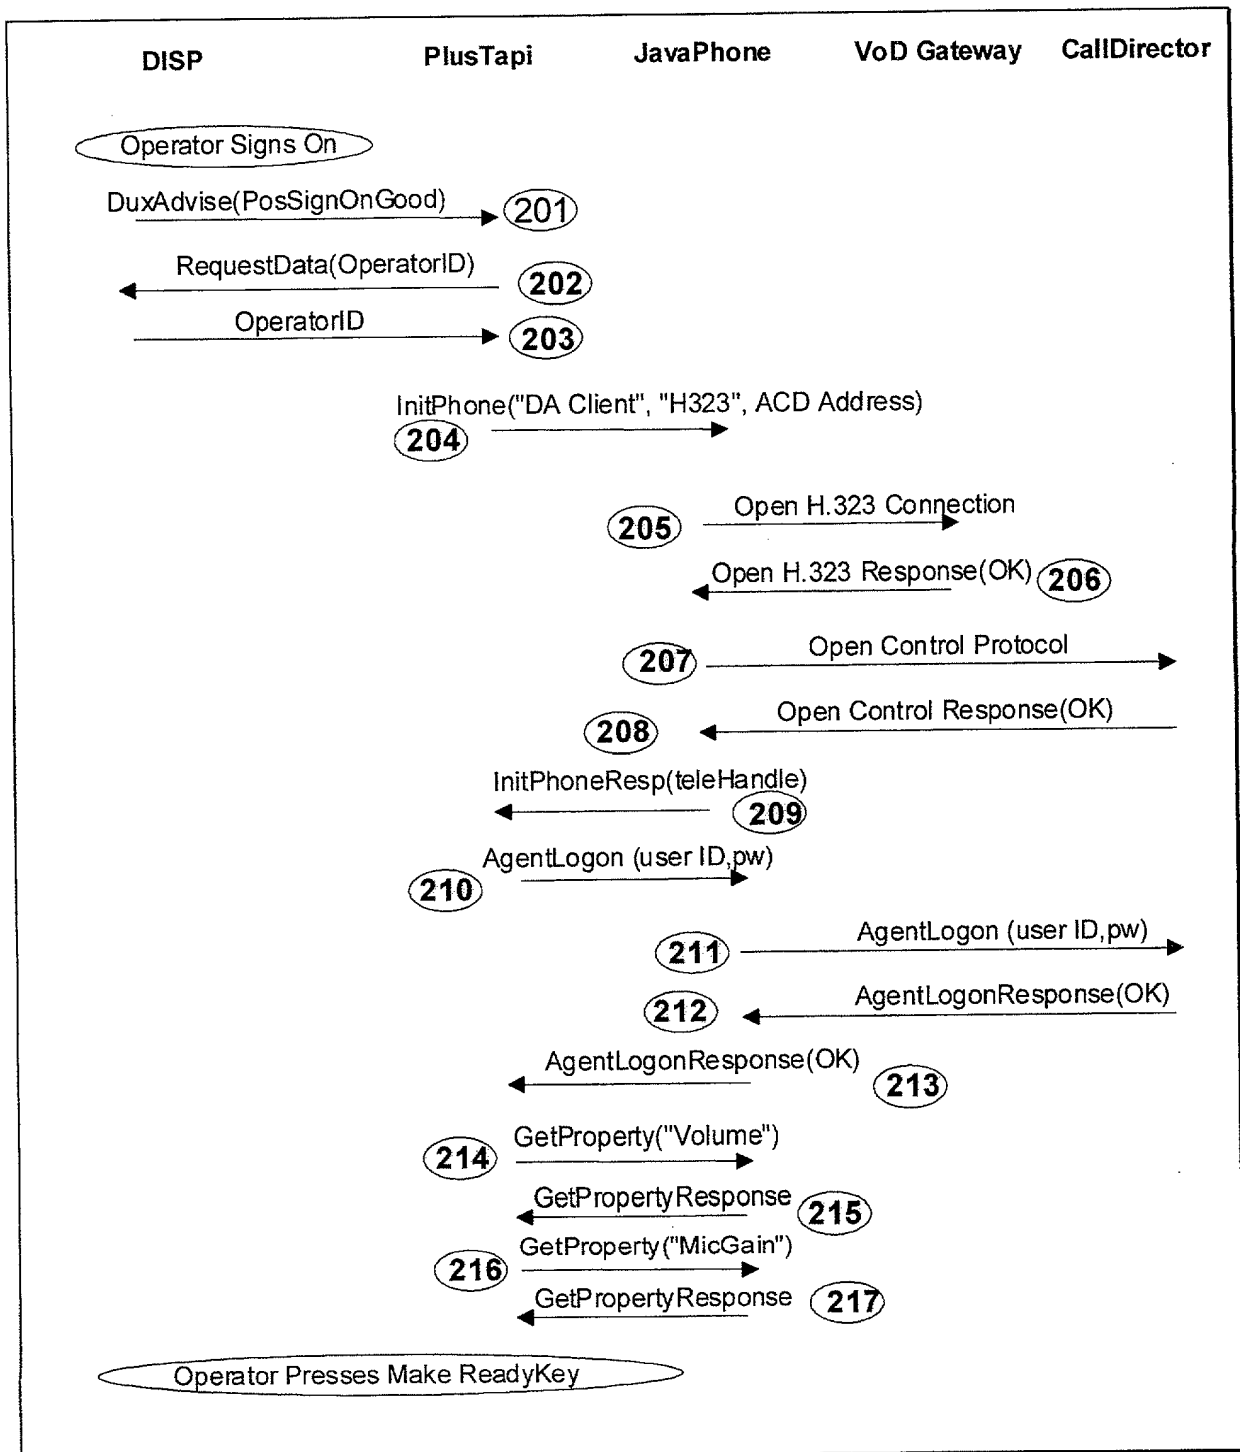 DISP PlusTapi JavaPhone VoD Gateway CallDirector
Operator Signs On
DuxAdvise(PosSignOnGood) 201
RequestData(OperatorID) 202
OperatorID 203
InitPhone("DA Client", "H323", ACD Address)
204
205 Open H.323 Connection
Open H.323 Response(OK) 206
207 Open Control Protocol
208 Open Control Response(OK)
InitPhoneResp(teleHandle)
209
AgentLogon (user ID,pw)
210
211 AgentLogon (user ID,pw)
212 AgentLogonResponse(OK)
AgentLogonResponse(OK) 213
214 GetProperty("Volume")
GetPropertyResponse 215
216 GetProperty("MicGain")
GetPropertyResponse 217
Operator Presses Make ReadyKey